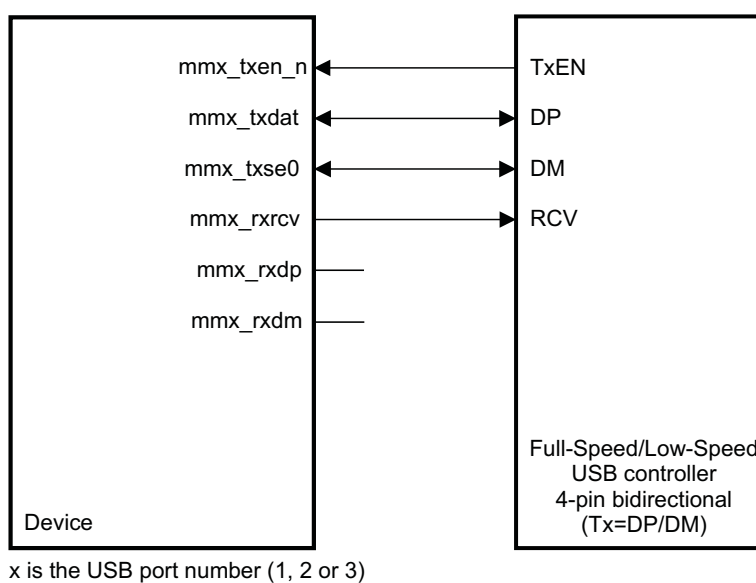 mmx_txen_n
TxEN
mmx_txdat
DP
mmx_txse0
DM
mmx_rxrcv
RCV
mmx_rxdp
mmx_rxdm
Full-Speed/Low-Speed
USB controller
4-pin bidirectional
(Tx=DP/DM)
Device
x is the USB port number (1, 2 or 3)